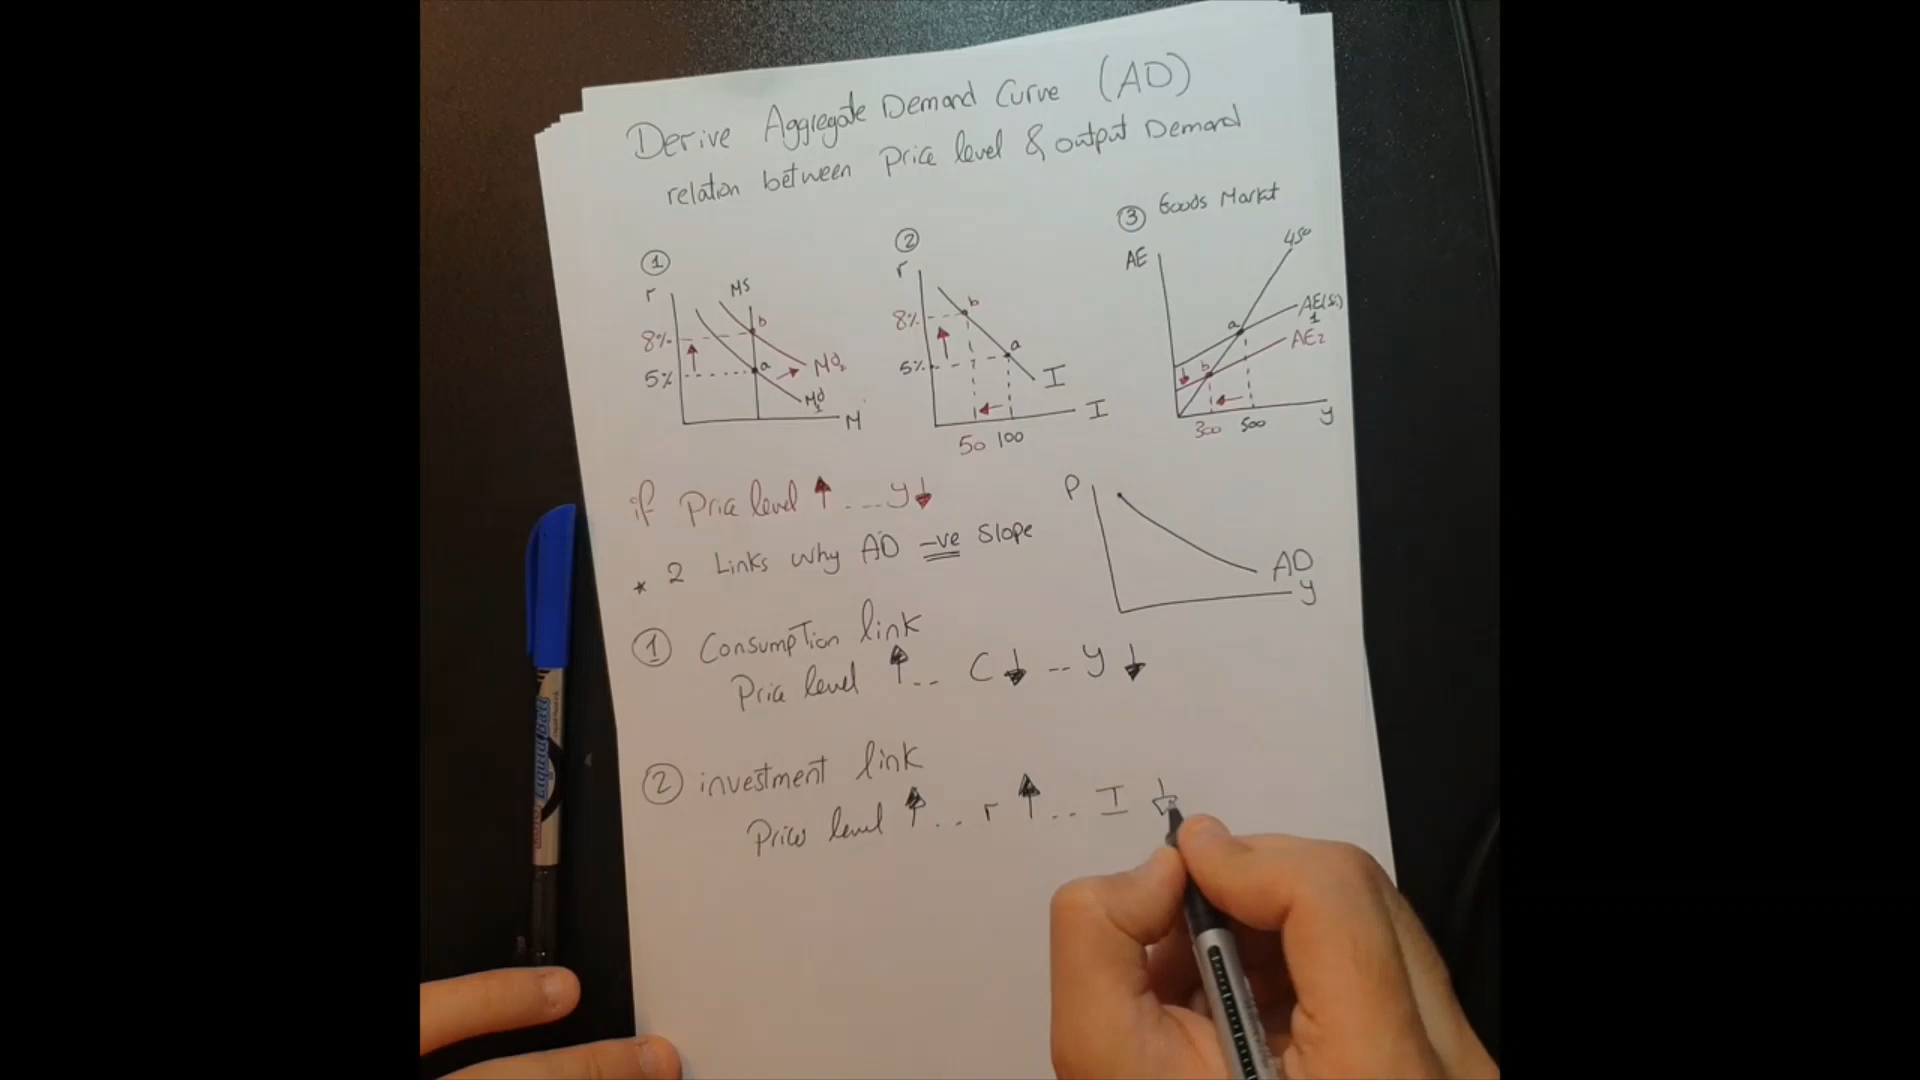 Derive Aggregate Demand Curve (AD)
relation between Price level & output Demand
① 
r
MS
8%
b
5%
a
Md2
Md1
M
②
r
8%
b
5%
a
I
I
50 100
③ Goods Market
AE
45°
AE1
a
AE2
b
300 500
y
if Price level ↑ ... y↓
* 2 Links why AD -ve Slope
P
AD
y
① Consumption link
Price level ↑.. C↓ -- y↓
② investment link
Price level ↑.. r ↑.. I ↓
Liquid Ball